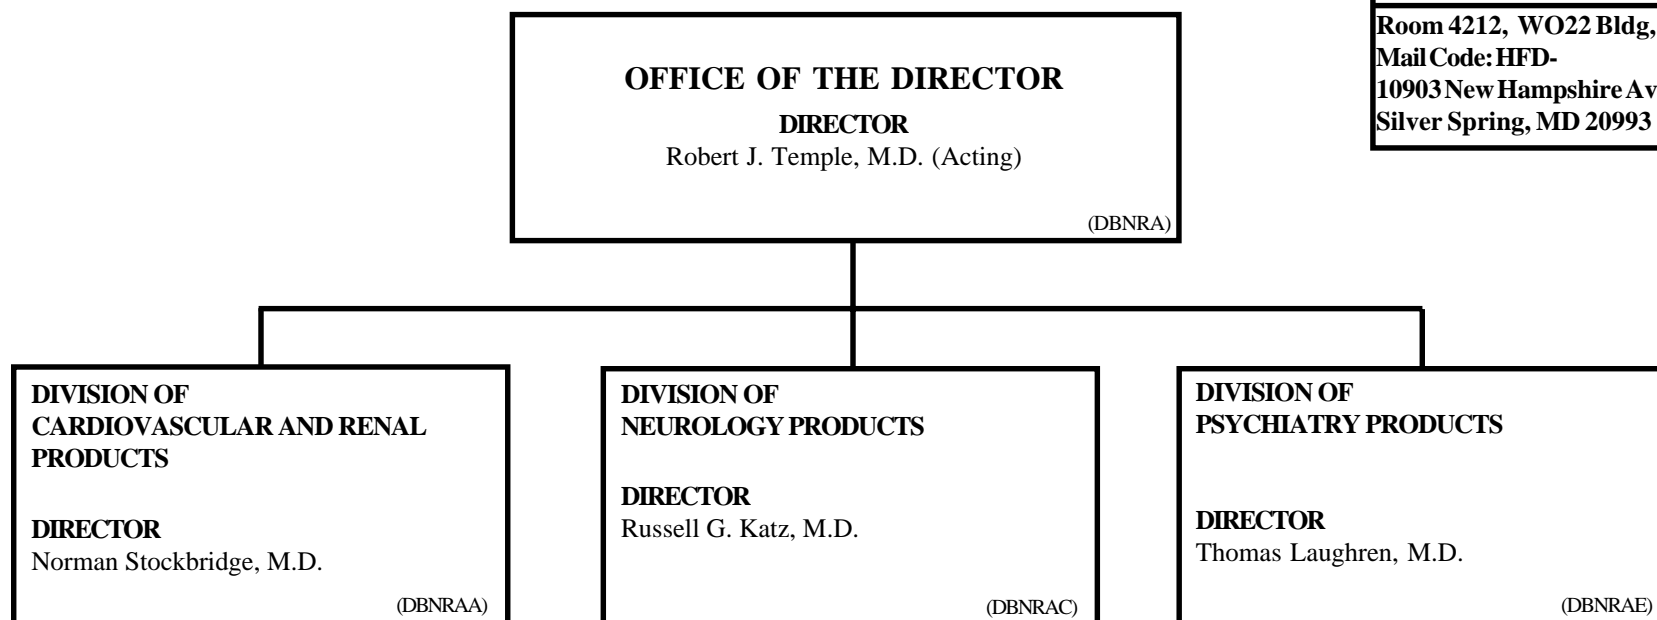 Room 4212, WO22 Bldg,
Mail Code: HFD-
10903 New Hampshire Av
Silver Spring, MD 20993
OFFICE OF THE DIRECTOR
DIRECTOR
Robert J. Temple, M.D. (Acting)
(DBNRA)
DIVISION OF
CARDIOVASCULAR AND RENAL
PRODUCTS
DIRECTOR
Norman Stockbridge, M.D.
(DBNRAA)
DIVISION OF
NEUROLOGY PRODUCTS
DIRECTOR
Russell G. Katz, M.D.
(DBNRAC)
DIVISION OF
PSYCHIATRY PRODUCTS
DIRECTOR
Thomas Laughren, M.D.
(DBNRAE)